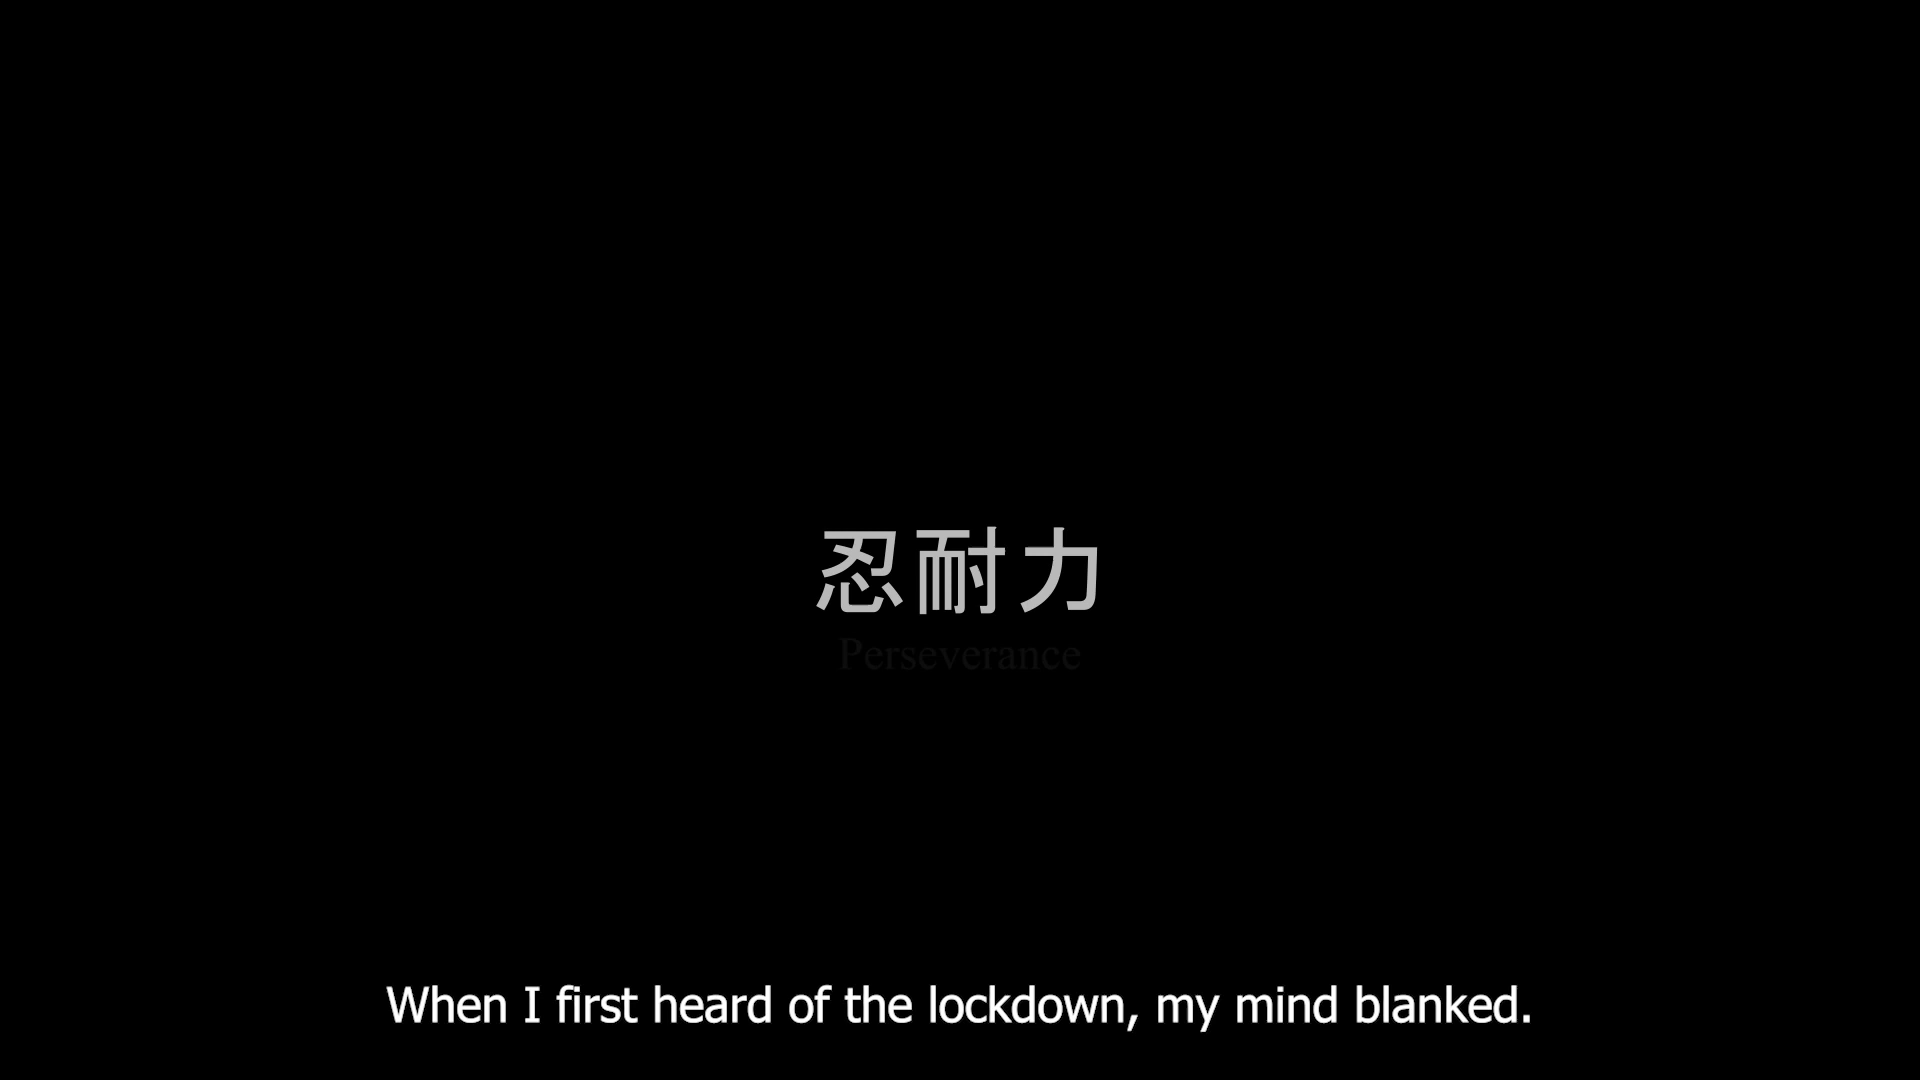 忍耐力
Perseverance
When I first heard of the lockdown, my mind blanked.